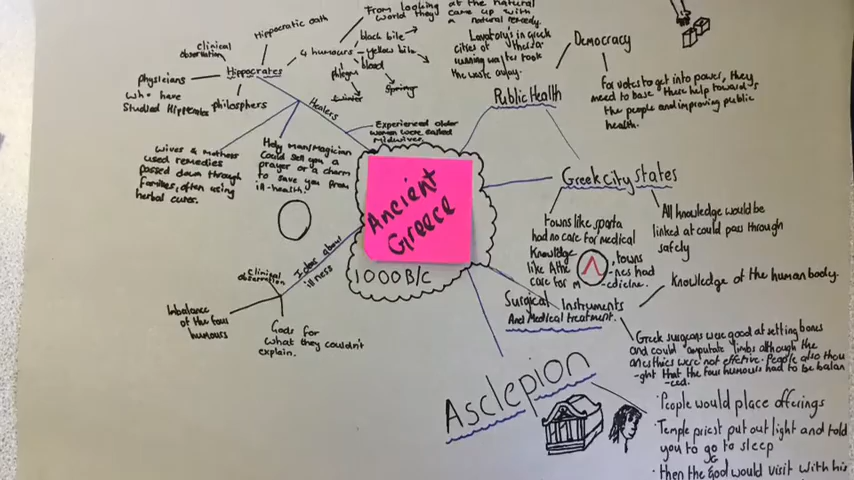 Ancient
Greece
1000B/C
Healers
Hippocrates
Hippocratic oath
Clinical
observation
physicians
who have
Studied Hippocrates
philosphers
4 humours
From looking at the natural
world they came up with
a natural remedy.
black bile
yellow bile
blood
phlegm
winter
Spring
Experienced older
women were called
Midwives
Wives & Mothers
used remedies
passed down through
families, often using
herbal cures.
Holy man/Magician
Could sell you a
prayer or a charm
to save you from
ill-health.
Ideas about
illness
Clinical
observation
Imbalance
of the four
humours
Gods for
what they couldn't
explain.
Public Health
Lavatory's in greek
cities of
running water took
the waste away.
Democracy
For votes to get into power, they
need to base there help towards
the people and improving public
health.
Greek city states
towns like sparta
had no care for medical
Knowledge towns
like Athe -nes had
care for m -edicine.
All knowledge would be
linked at could pass through
safely
Surgical Instruments
And Medical treatment.
Knowledge of the human body.
Greek surgeons were good at setting bones
and could amputate limbs although the
anesthics were not effetive. People also thou
-ght that the four humours had to be balan
-ced.
Asclepion
· People would place offerings
· Temple priest put out light and told
you to go to sleep
· then the God would visit with his